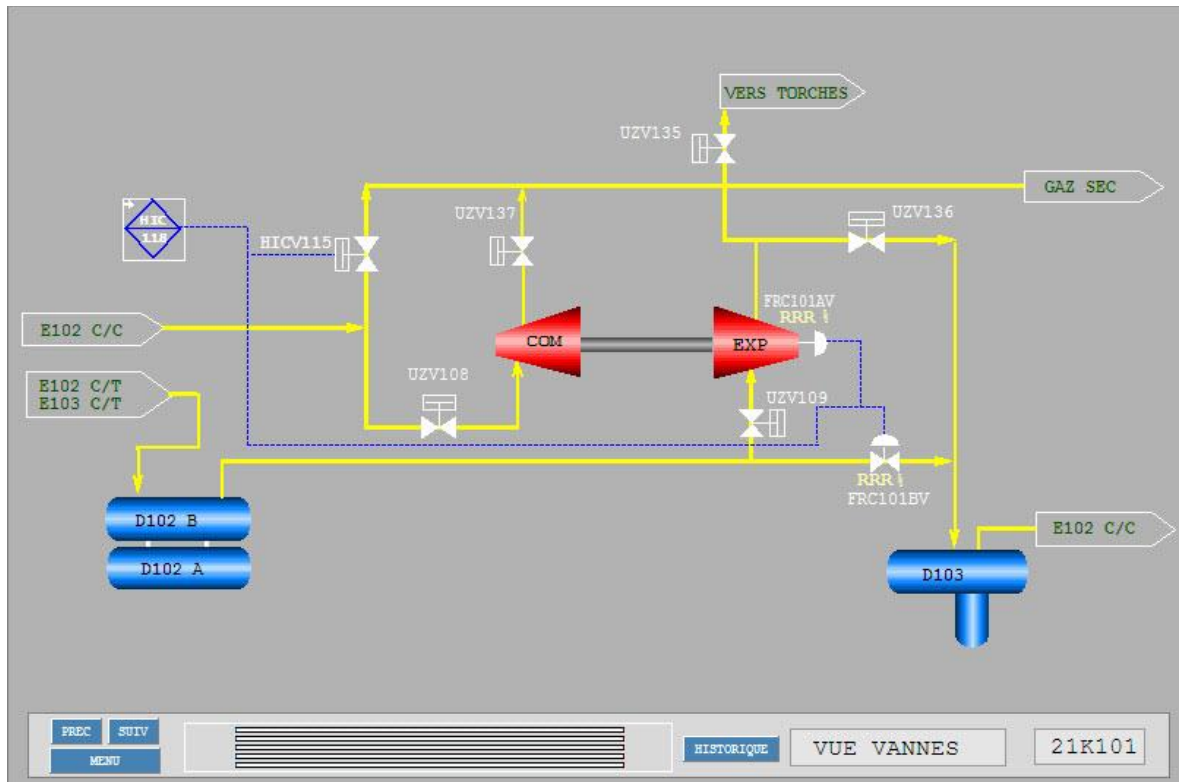 VERS TORCHES
UZV135
GAZ SEC
HIC
118
UZV137
UZV136
HICV115
FRC101AV
RRR %
E102 C/C
COM
EXP
E102 C/T
E103 C/T
UZV108
UZV109
RRR %
FRC101BV
D102 B
E102 C/C
D102 A
D103
PREC
SUIV
MENU
HISTORIQUE
VUE VANNES
21K101